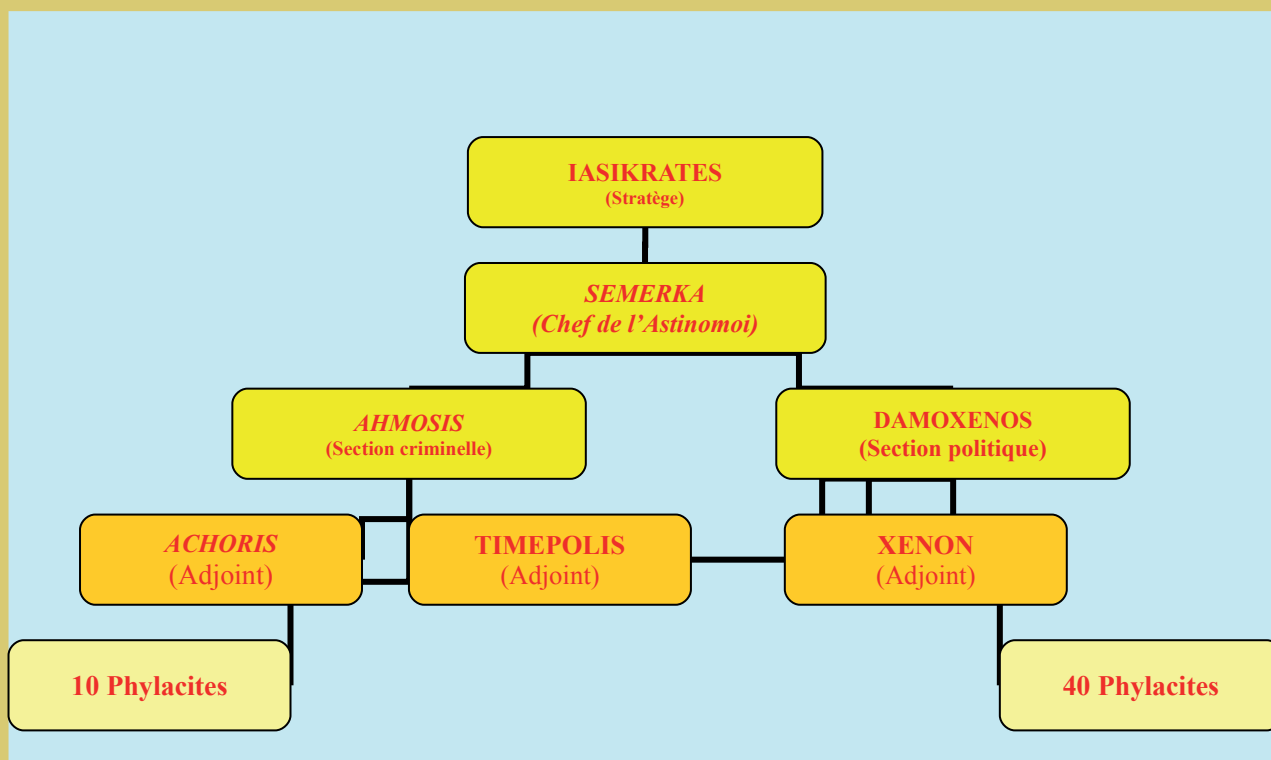 IASIKRATES
(Stratège)
SEMERKA
(Chef de l’Astinomoi)
AHMOSIS
(Section criminelle)
DAMOXENOS
(Section politique)
ACHORIS
(Adjoint)
TIMEPOLIS
(Adjoint)
XENON
(Adjoint)
10 Phylacites
40 Phylacites